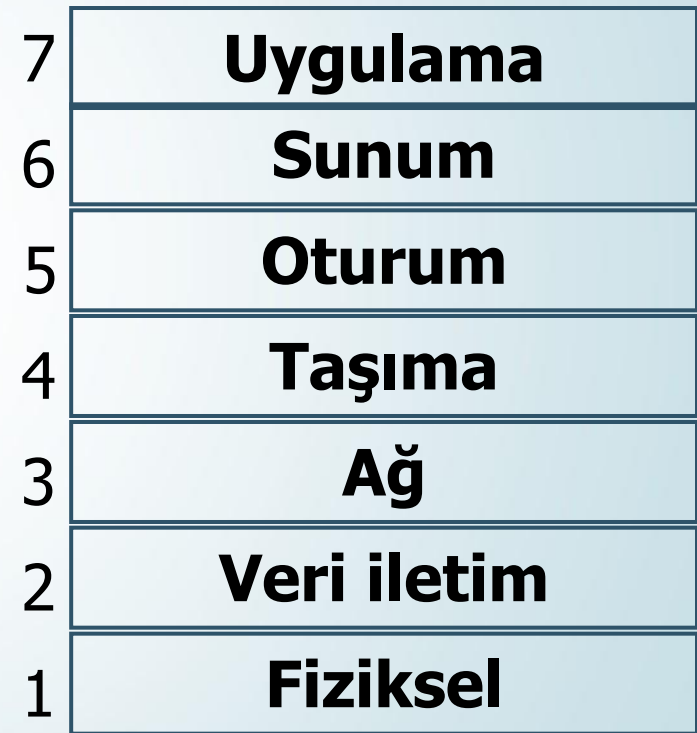 7 Uygulama
6 Sunum
5 Oturum
4 Taşıma
3 Ağ
2 Veri iletim
1 Fiziksel